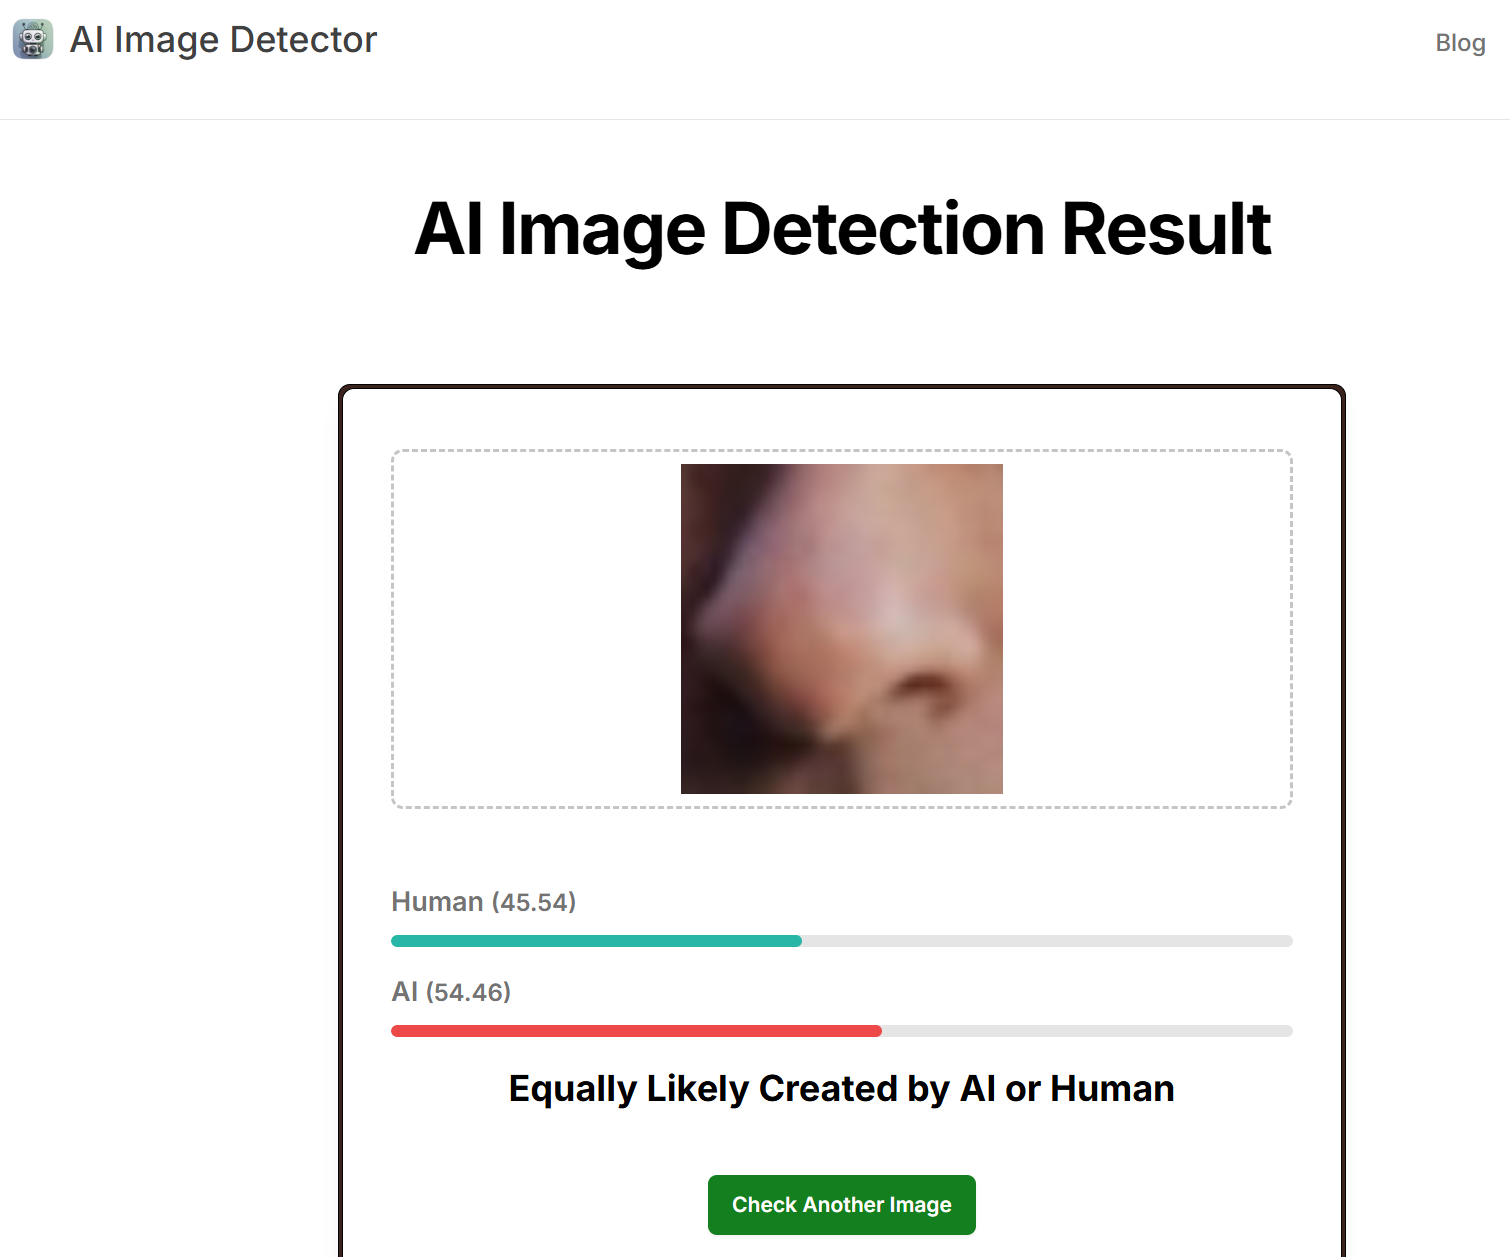 AI Image Detector
Blog
AI Image Detection Result
Human (45.54)
AI (54.46)
Equally Likely Created by AI or Human
Check Another Image